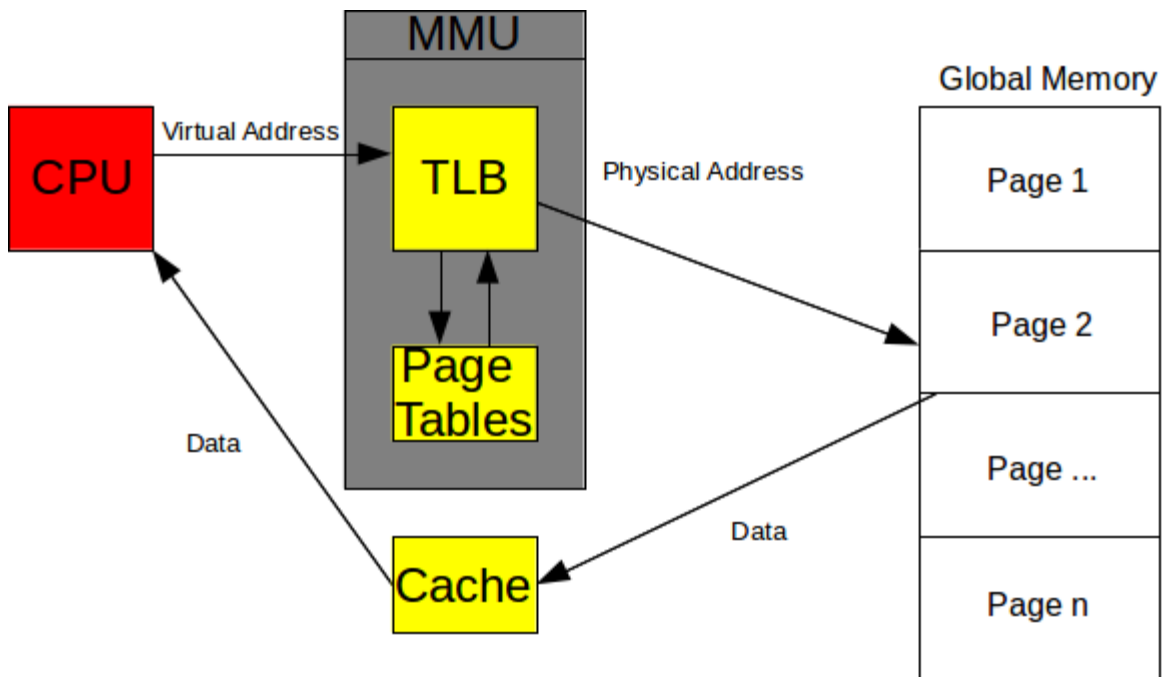 MMU
Global Memory
CPU
Virtual Address
TLB
Physical Address
Page 1
Page 2
Page
Tables
Data
Page ...
Data
Cache
Page n